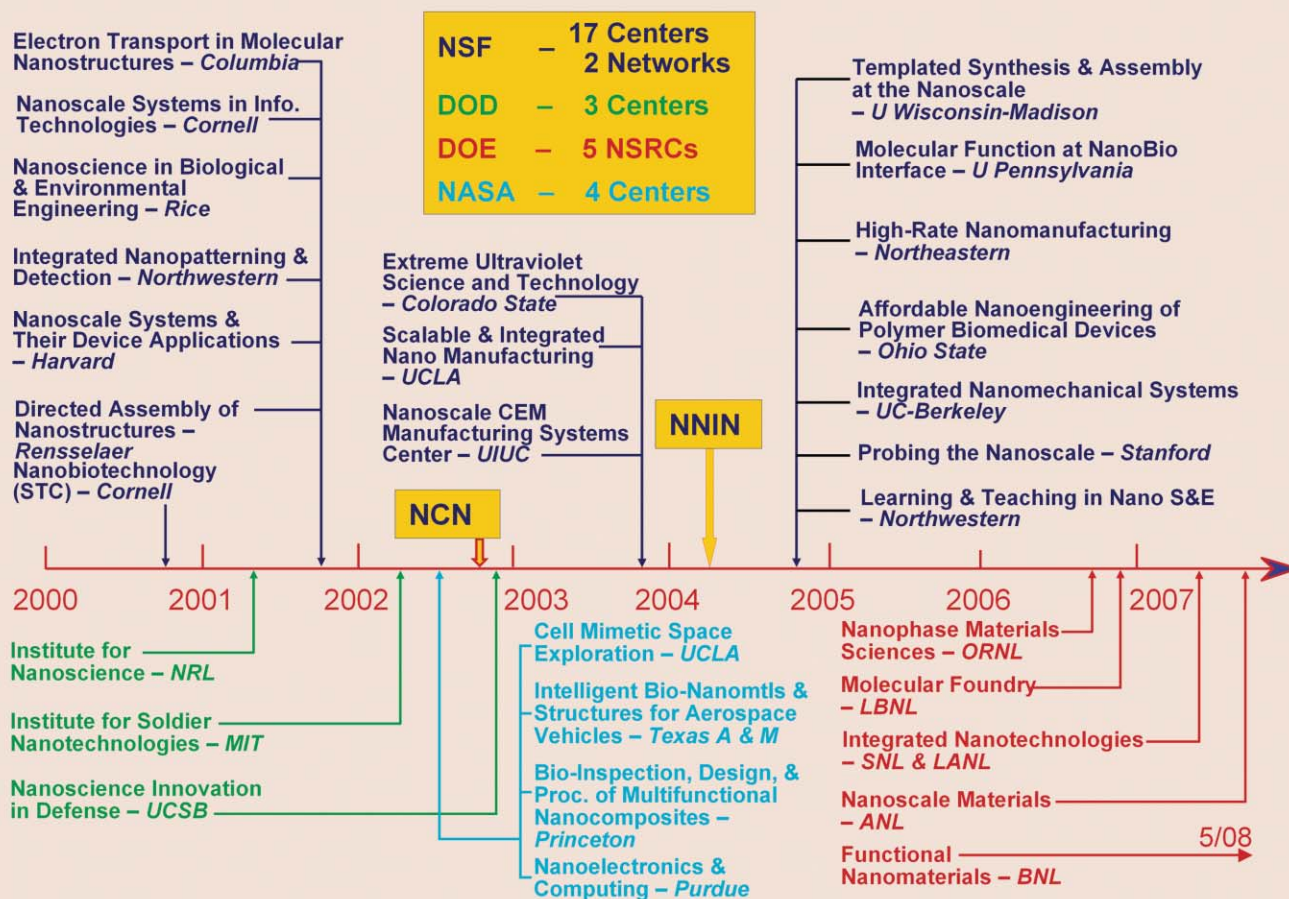 Electron Transport in Molecular
Nanostructures – Columbia
Nanoscale Systems in Info.
Technologies – Cornell
Nanoscience in Biological
& Environmental
Engineering – Rice
Integrated Nanopatterning &
Detection – Northwestern
Nanoscale Systems &
Their Device Applications
– Harvard
Directed Assembly of
Nanostructures –
Rensselaer
Nanobiotechnology
(STC) – Cornell
NSF – 17 Centers
2 Networks
DOD – 3 Centers
DOE – 5 NSRCs
NASA – 4 Centers
Extreme Ultraviolet
Science and Technology
– Colorado State
Scalable & Integrated
Nano Manufacturing
– UCLA
Nanoscale CEM
Manufacturing Systems
Center – UIUC
NCN
NNIN
Templated Synthesis & Assembly
at the Nanoscale
– U Wisconsin-Madison
Molecular Function at NanoBio
Interface – U Pennsylvania
High-Rate Nanomanufacturing
– Northeastern
Affordable Nanoengineering of
Polymer Biomedical Devices
– Ohio State
Integrated Nanomechanical Systems
– UC-Berkeley
Probing the Nanoscale – Stanford
Learning & Teaching in Nano S&E
– Northwestern
2000 2001 2002 2003 2004 2005 2006 2007
Institute for
Nanoscience – NRL
Institute for Soldier
Nanotechnologies – MIT
Nanoscience Innovation
in Defense – UCSB
Cell Mimetic Space
Exploration – UCLA
Intelligent Bio-Nanomtls &
Structures for Aerospace
Vehicles – Texas A & M
Bio-Inspection, Design, &
Proc. of Multifunctional
Nanocomposites –
Princeton
Nanoelectronics &
Computing – Purdue
Nanophase Materials
Sciences – ORNL
Molecular Foundry
– LBNL
Integrated Nanotechnologies
– SNL & LANL
Nanoscale Materials
– ANL
5/08
Functional
Nanomaterials – BNL